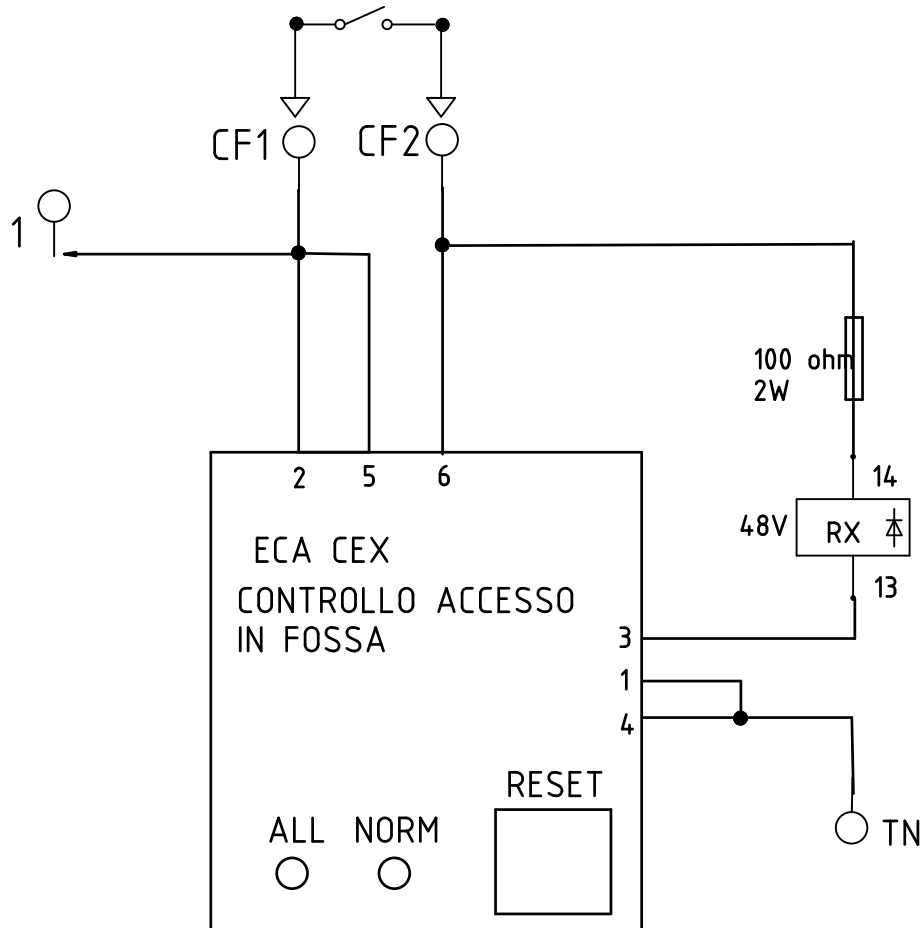 CF1
CF2
1
100 ohm
2W
2
5
6
14
48V
RX
13
ECA CEX
CONTROLLO ACCESSO
IN FOSSA
3
1
4
RESET
ALL
NORM
TN